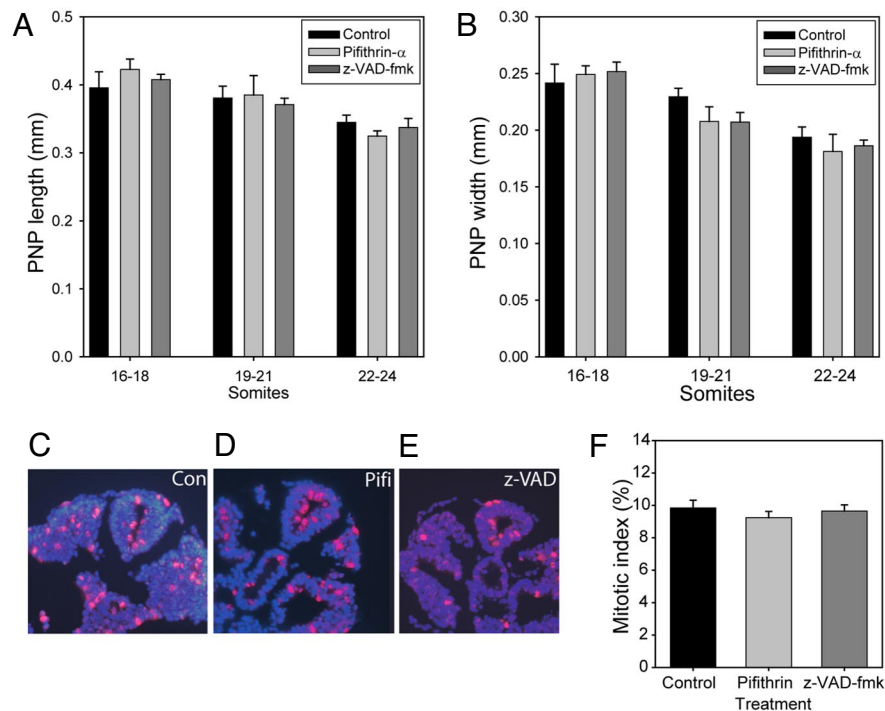 A
PNP length (mm)
0.5
0.4
0.3
0.2
0.1
0.0
Control
Pifithrin-α
z-VAD-fmk
16-18
19-21
22-24
Somites
B
PNP width (mm)
0.30
0.25
0.20
0.15
0.10
0.05
0.00
Control
Pifithrin-α
z-VAD-fmk
16-18
19-21
22-24
Somites
C
Con
D
Pifi
E
z-VAD
F
Mitotic index (%)
14
12
10
8
6
4
2
0
Control
Pifithrin
z-VAD-fmk
Treatment